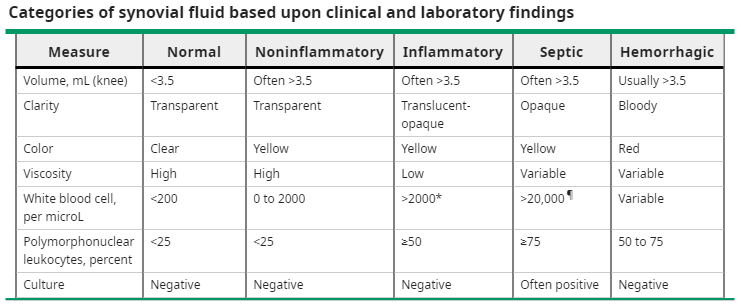 Categories of synovial fluid based upon clinical and laboratory findings
Measure Normal Noninflammatory Inflammatory Septic Hemorrhagic
Volume, mL (knee) <3.5 Often >3.5 Often >3.5 Often >3.5 Usually >3.5
Clarity Transparent Transparent Translucent-opaque Opaque Bloody
Color Clear Yellow Yellow Yellow Red
Viscosity High High Low Variable Variable
White blood cell, per microL <200 0 to 2000 >2000* >20,000 ¶ Variable
Polymorphonuclear leukocytes, percent <25 <25 ≥50 ≥75 50 to 75
Culture Negative Negative Negative Often positive Negative